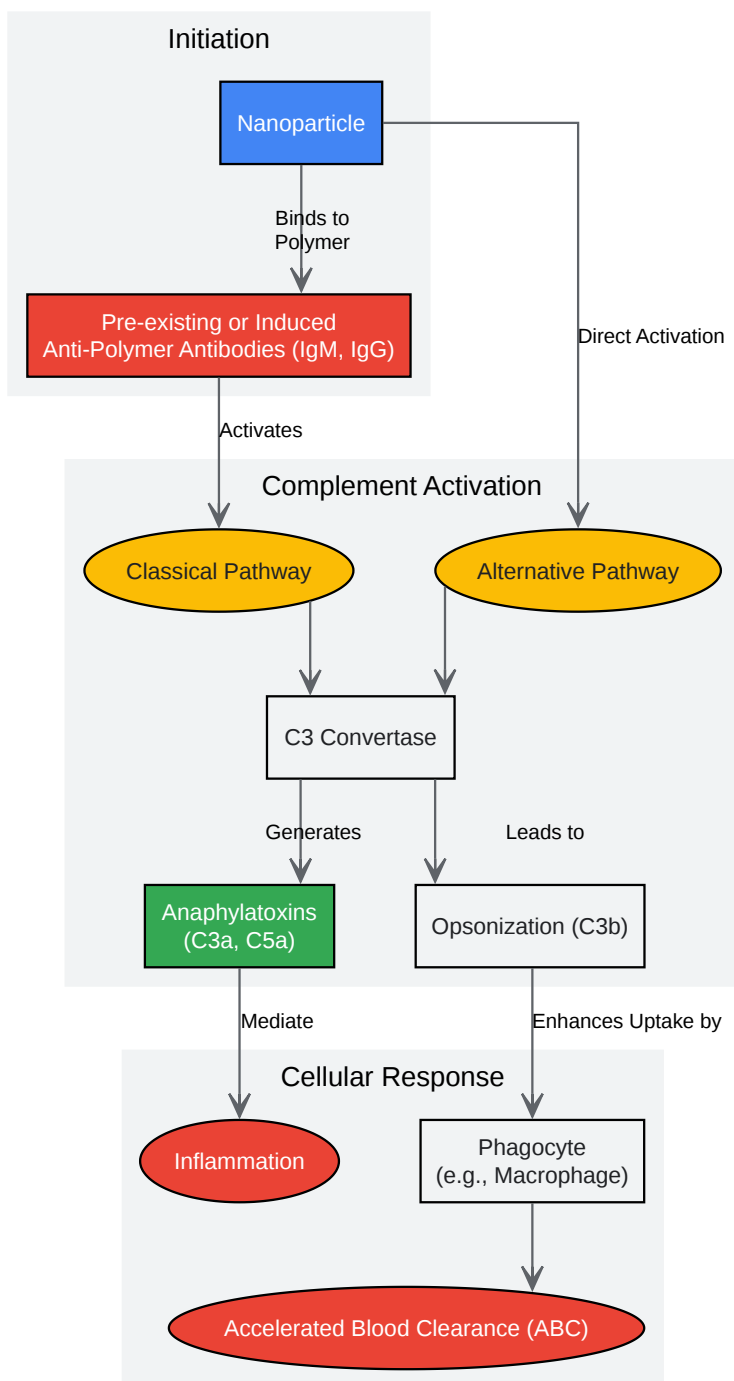 Initiation
Nanoparticle
Binds to
Polymer
Pre-existing or Induced
Anti-Polymer Antibodies (IgM, IgG)
Direct Activation
Activates
Complement Activation
Classical Pathway
Alternative Pathway
C3 Convertase
Generates
Leads to
Anaphylatoxins
(C3a, C5a)
Opsonization (C3b)
Mediate
Enhances Uptake by
Cellular Response
Inflammation
Phagocyte
(e.g., Macrophage)
Accelerated Blood Clearance (ABC)